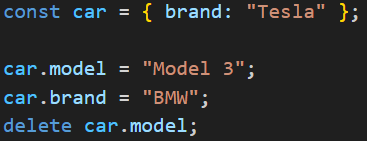 const car = { brand: "Tesla" };
car.model = "Model 3";
car.brand = "BMW";
delete car.model;